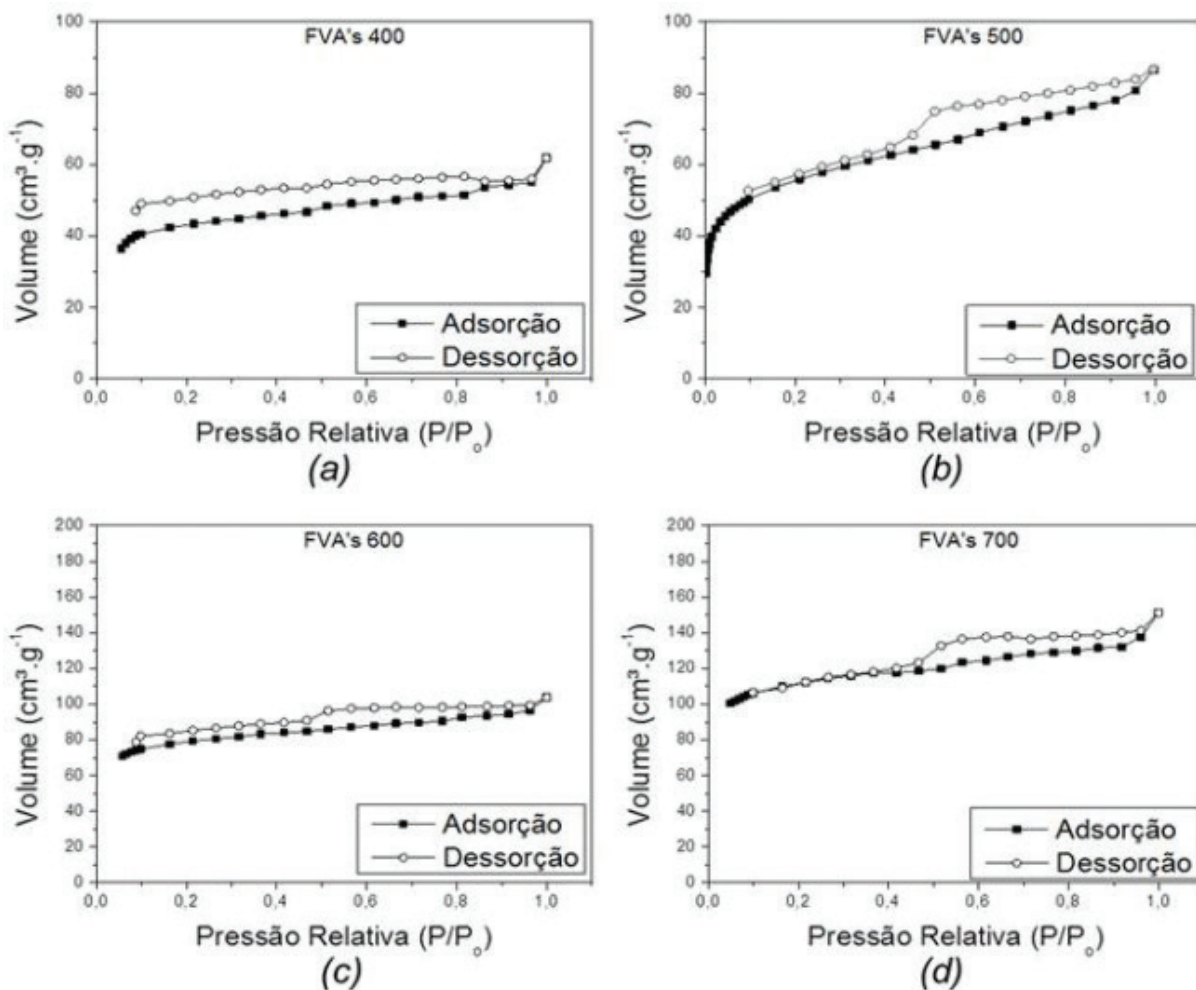 FVA's 400
100
80
60
40
20
0
Volume (cm³.g⁻¹)
0,0 0,2 0,4 0,6 0,8 1,0
Pressão Relativa (P/P₀)
Adsorção
Dessorção
(a)
FVA's 500
100
80
60
40
20
0
Volume (cm³.g⁻¹)
0,0 0,2 0,4 0,6 0,8 1,0
Pressão Relativa (P/P₀)
Adsorção
Dessorção
(b)
FVA's 600
200
180
160
140
120
100
80
60
40
20
0
Volume (cm³.g⁻¹)
0,0 0,2 0,4 0,6 0,8 1,0
Pressão Relativa (P/P₀)
Adsorção
Dessorção
(c)
FVA's 700
200
180
160
140
120
100
80
60
40
20
0
Volume (cm³.g⁻¹)
0,0 0,2 0,4 0,6 0,8 1,0
Pressão Relativa (P/P₀)
Adsorção
Dessorção
(d)